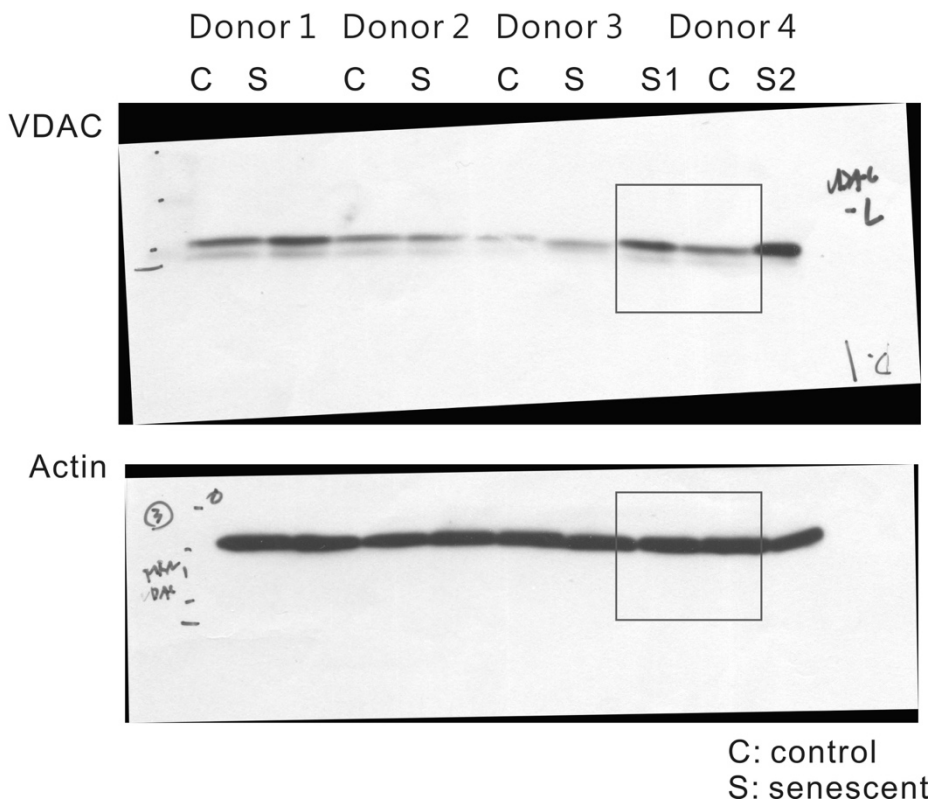 Donor 1 Donor 2 Donor 3 Donor 4
C S C S C S S1 C S2
VDAC
Actin
3
C: control
S: senescent